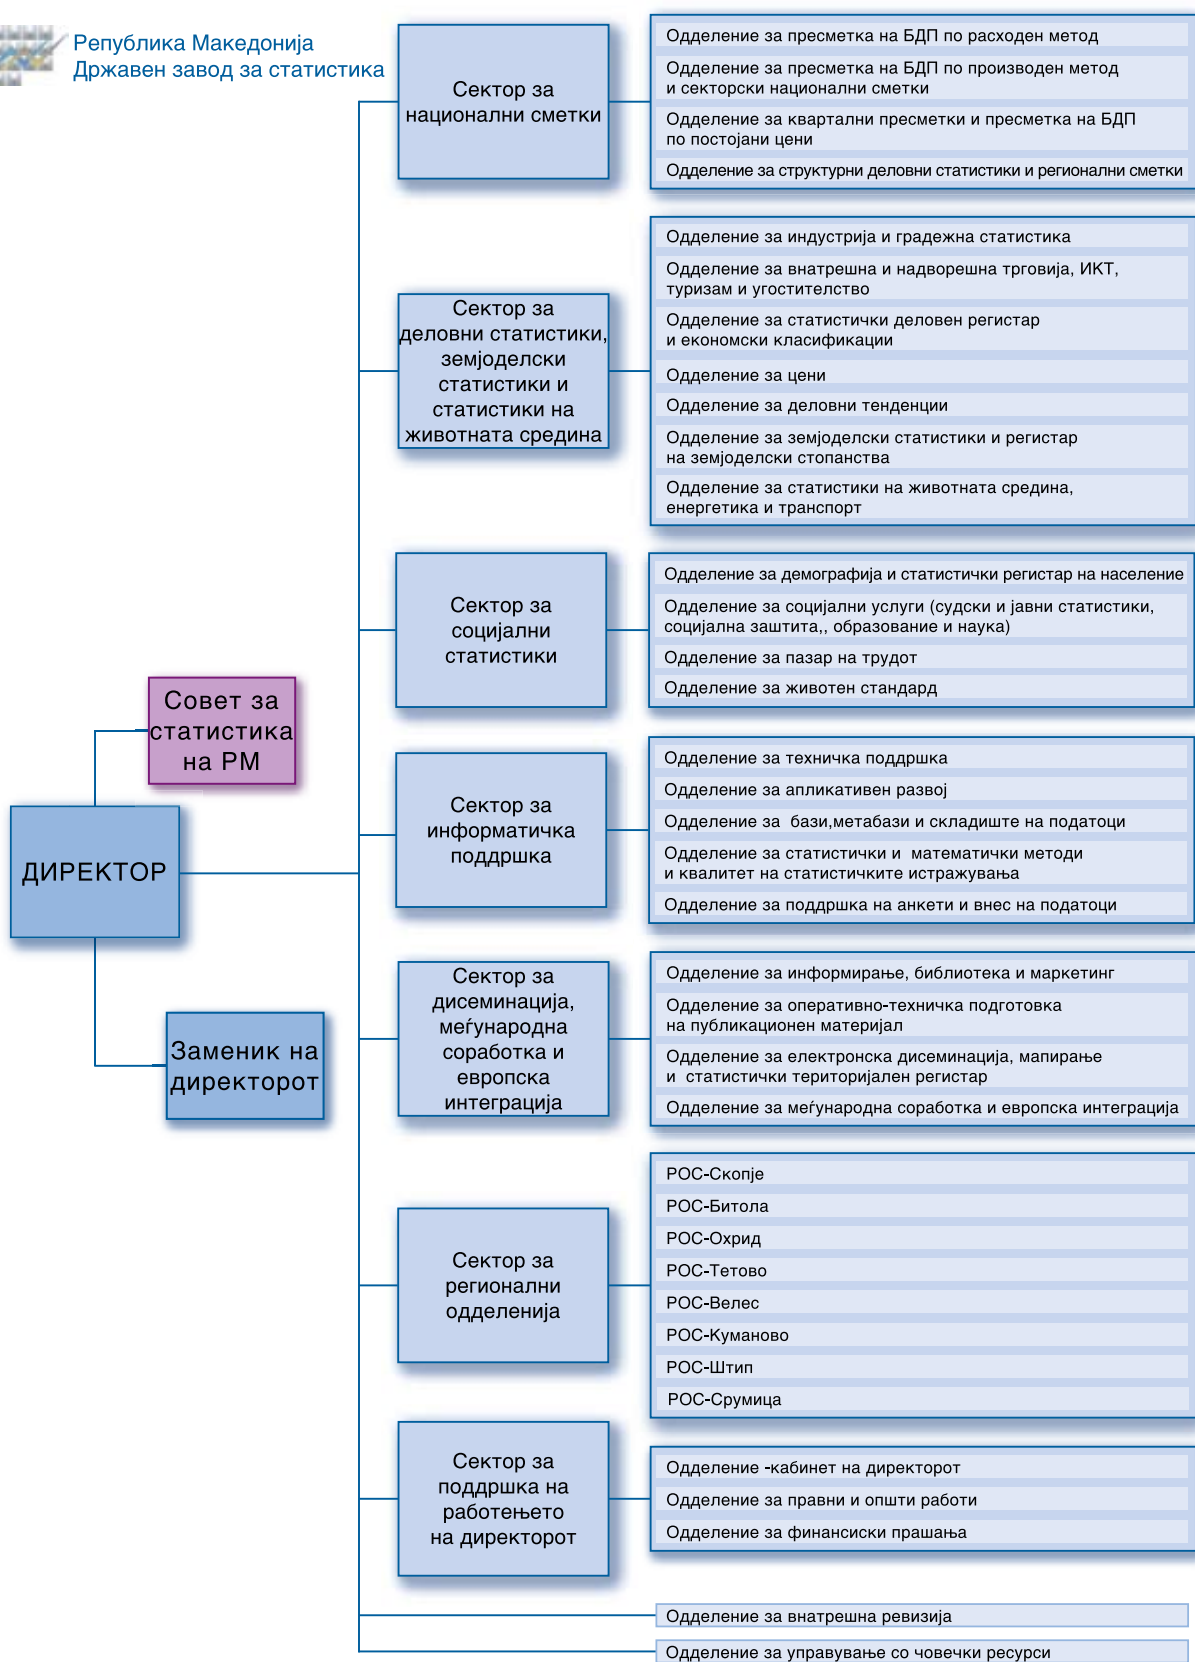 Република Македонија
Државен завод за статистика
Сектор за
национални сметки
Одделение за пресметка на БДП по расходен метод
Одделение за пресметка на БДП по производен метод
и секторски национални сметки
Одделение за квартални пресметки и пресметка на БДП
по постојани цени
Одделение за структурни деловни статистики и регионални сметки
Сектор за
деловни статистики,
земјоделски
статистики и
статистики на
животната средина
Одделение за индустрија и градежна статистика
Одделение за внатрешна и надворешна трговија, ИКТ,
туризам и угостителство
Одделение за статистички деловен регистар
и економски класификации
Одделение за цени
Одделение за деловни тенденции
Одделение за земјоделски статистики и регистар
на земјоделски стопанства
Одделение за статистики на животната средина,
енергетика и транспорт
Сектор за
социјални
статистики
Одделение за демографија и статистички регистар на население
Одделение за социјални услуги (судски и јавни статистики,
социјална заштита,, образование и наука)
Одделение за пазар на трудот
Одделение за животен стандард
Совет за
статистика
на РМ
ДИРЕКТОР
Заменик на
директорот
Сектор за
информатичка
поддршка
Одделение за техничка поддршка
Одделение за апликативен развој
Одделение за  бази,метабази и складиште на податоци
Одделение за статистички и  математички методи
и квалитет на статистичките истражувања
Одделение за поддршка на анкети и внес на податоци
Сектор за
дисеминација,
меѓународна
соработка и
европска
интеграција
Одделение за информирање, библиотека и маркетинг
Одделение за оперативно-техничка подготовка
на публикационен материјал
Одделение за електронска дисеминација, мапирање
и  статистички територијален регистар
Одделение за меѓународна соработка и европска интеграција
Сектор за
регионални
одделенија
РОС-Скопје
РОС-Битола
РОС-Охрид
РОС-Тетово
РОС-Велес
РОС-Куманово
РОС-Штип
РОС-Срумица
Сектор за
поддршка на
работењето
на директорот
Одделение -кабинет на директорот
Одделение за правни и општи работи
Одделение за финансиски прашања
Одделение за внатрешна ревизија
Одделение за управување со човечки ресурси